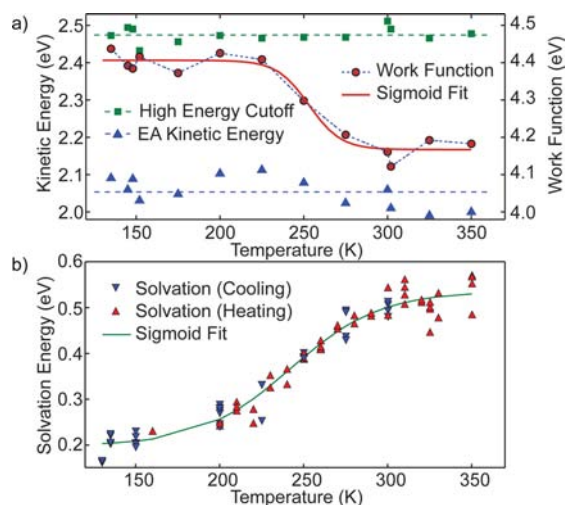 a)
2.5
2.4
2.3
2.2
2.1
2.0
Kinetic Energy (eV)
4.5
4.4
4.3
4.2
4.1
4.0
Work Function (eV)
Work Function
Sigmoid Fit
High Energy Cutoff
EA Kinetic Energy
150 200 250 300 350
Temperature (K)
b)
0.6
0.5
0.4
0.3
0.2
Solvation Energy (eV)
Solvation (Cooling)
Solvation (Heating)
Sigmoid Fit
150 200 250 300 350
Temperature (K)